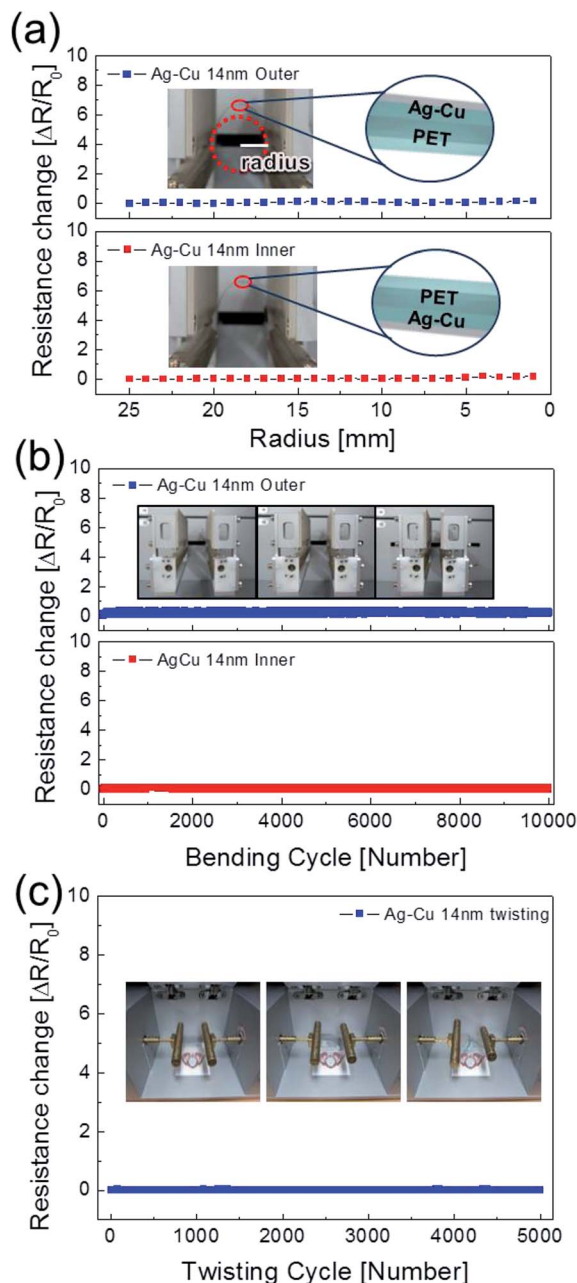 (a)
Resistance change [ΔR/R0]
10
8
6
4
2
0
Ag-Cu 14nm Outer
radius
Ag-Cu
PET
10
8
6
4
2
0
Ag-Cu 14nm Inner
PET
Ag-Cu
25 20 15 10 5 0
Radius [mm]
(b)
Resistance change [ΔR/R0]
10
8
6
4
2
0
Ag-Cu 14nm Outer
10
8
6
4
2
0
AgCu 14nm Inner
0 2000 4000 6000 8000 10000
Bending Cycle [Number]
(c)
Resistance change [ΔR/R0]
10
8
6
4
2
0
Ag-Cu 14nm twisting
0 1000 2000 3000 4000 5000
Twisting Cycle [Number]